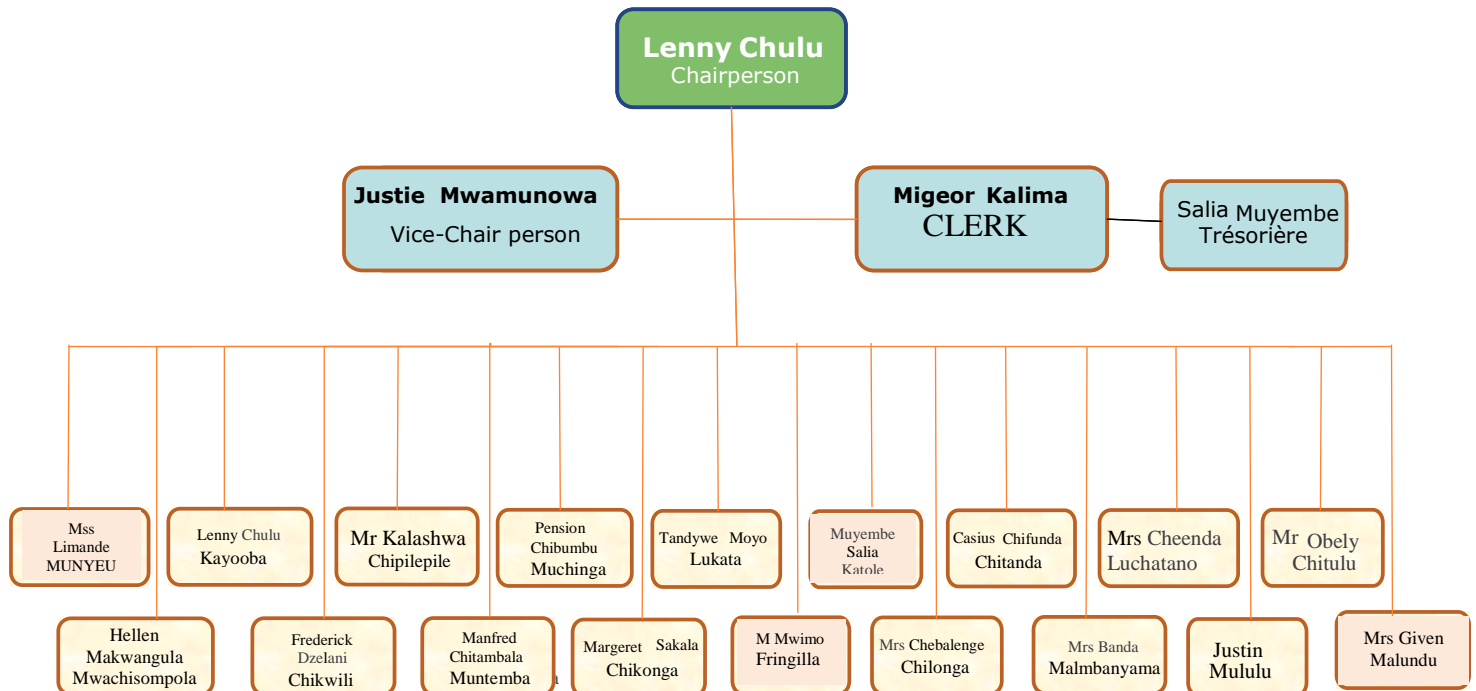 Lenny Chulu
Chairperson
Justie Mwamunowa
Vice-Chair person
Migeor Kalima
CLERK
Salia Muyembe
Trésorière
Mss
Limande
MUNYEU
Lenny Chulu
Kayooba
Mr Kalashwa
Chipilepile
Pension
Chibumbu
Muchinga
Tandywe Moyo
Lukata
Muyembe
Salia
Katole
Casius Chifunda
Chitanda
Mrs Cheenda
Luchatano
Mr Obely
Chitulu
Hellen
Makwangula
Mwachisompola
Frederick
Dzelani
Chikwili
Manfred
Chitambala
Muntemba a
Margeret Sakala
Chikonga
M Mwimo
Fringilla
Mrs Chebalenge
Chilonga
Mrs Banda
Malmbanyama
Justin
Mululu
Mrs Given
Malundu